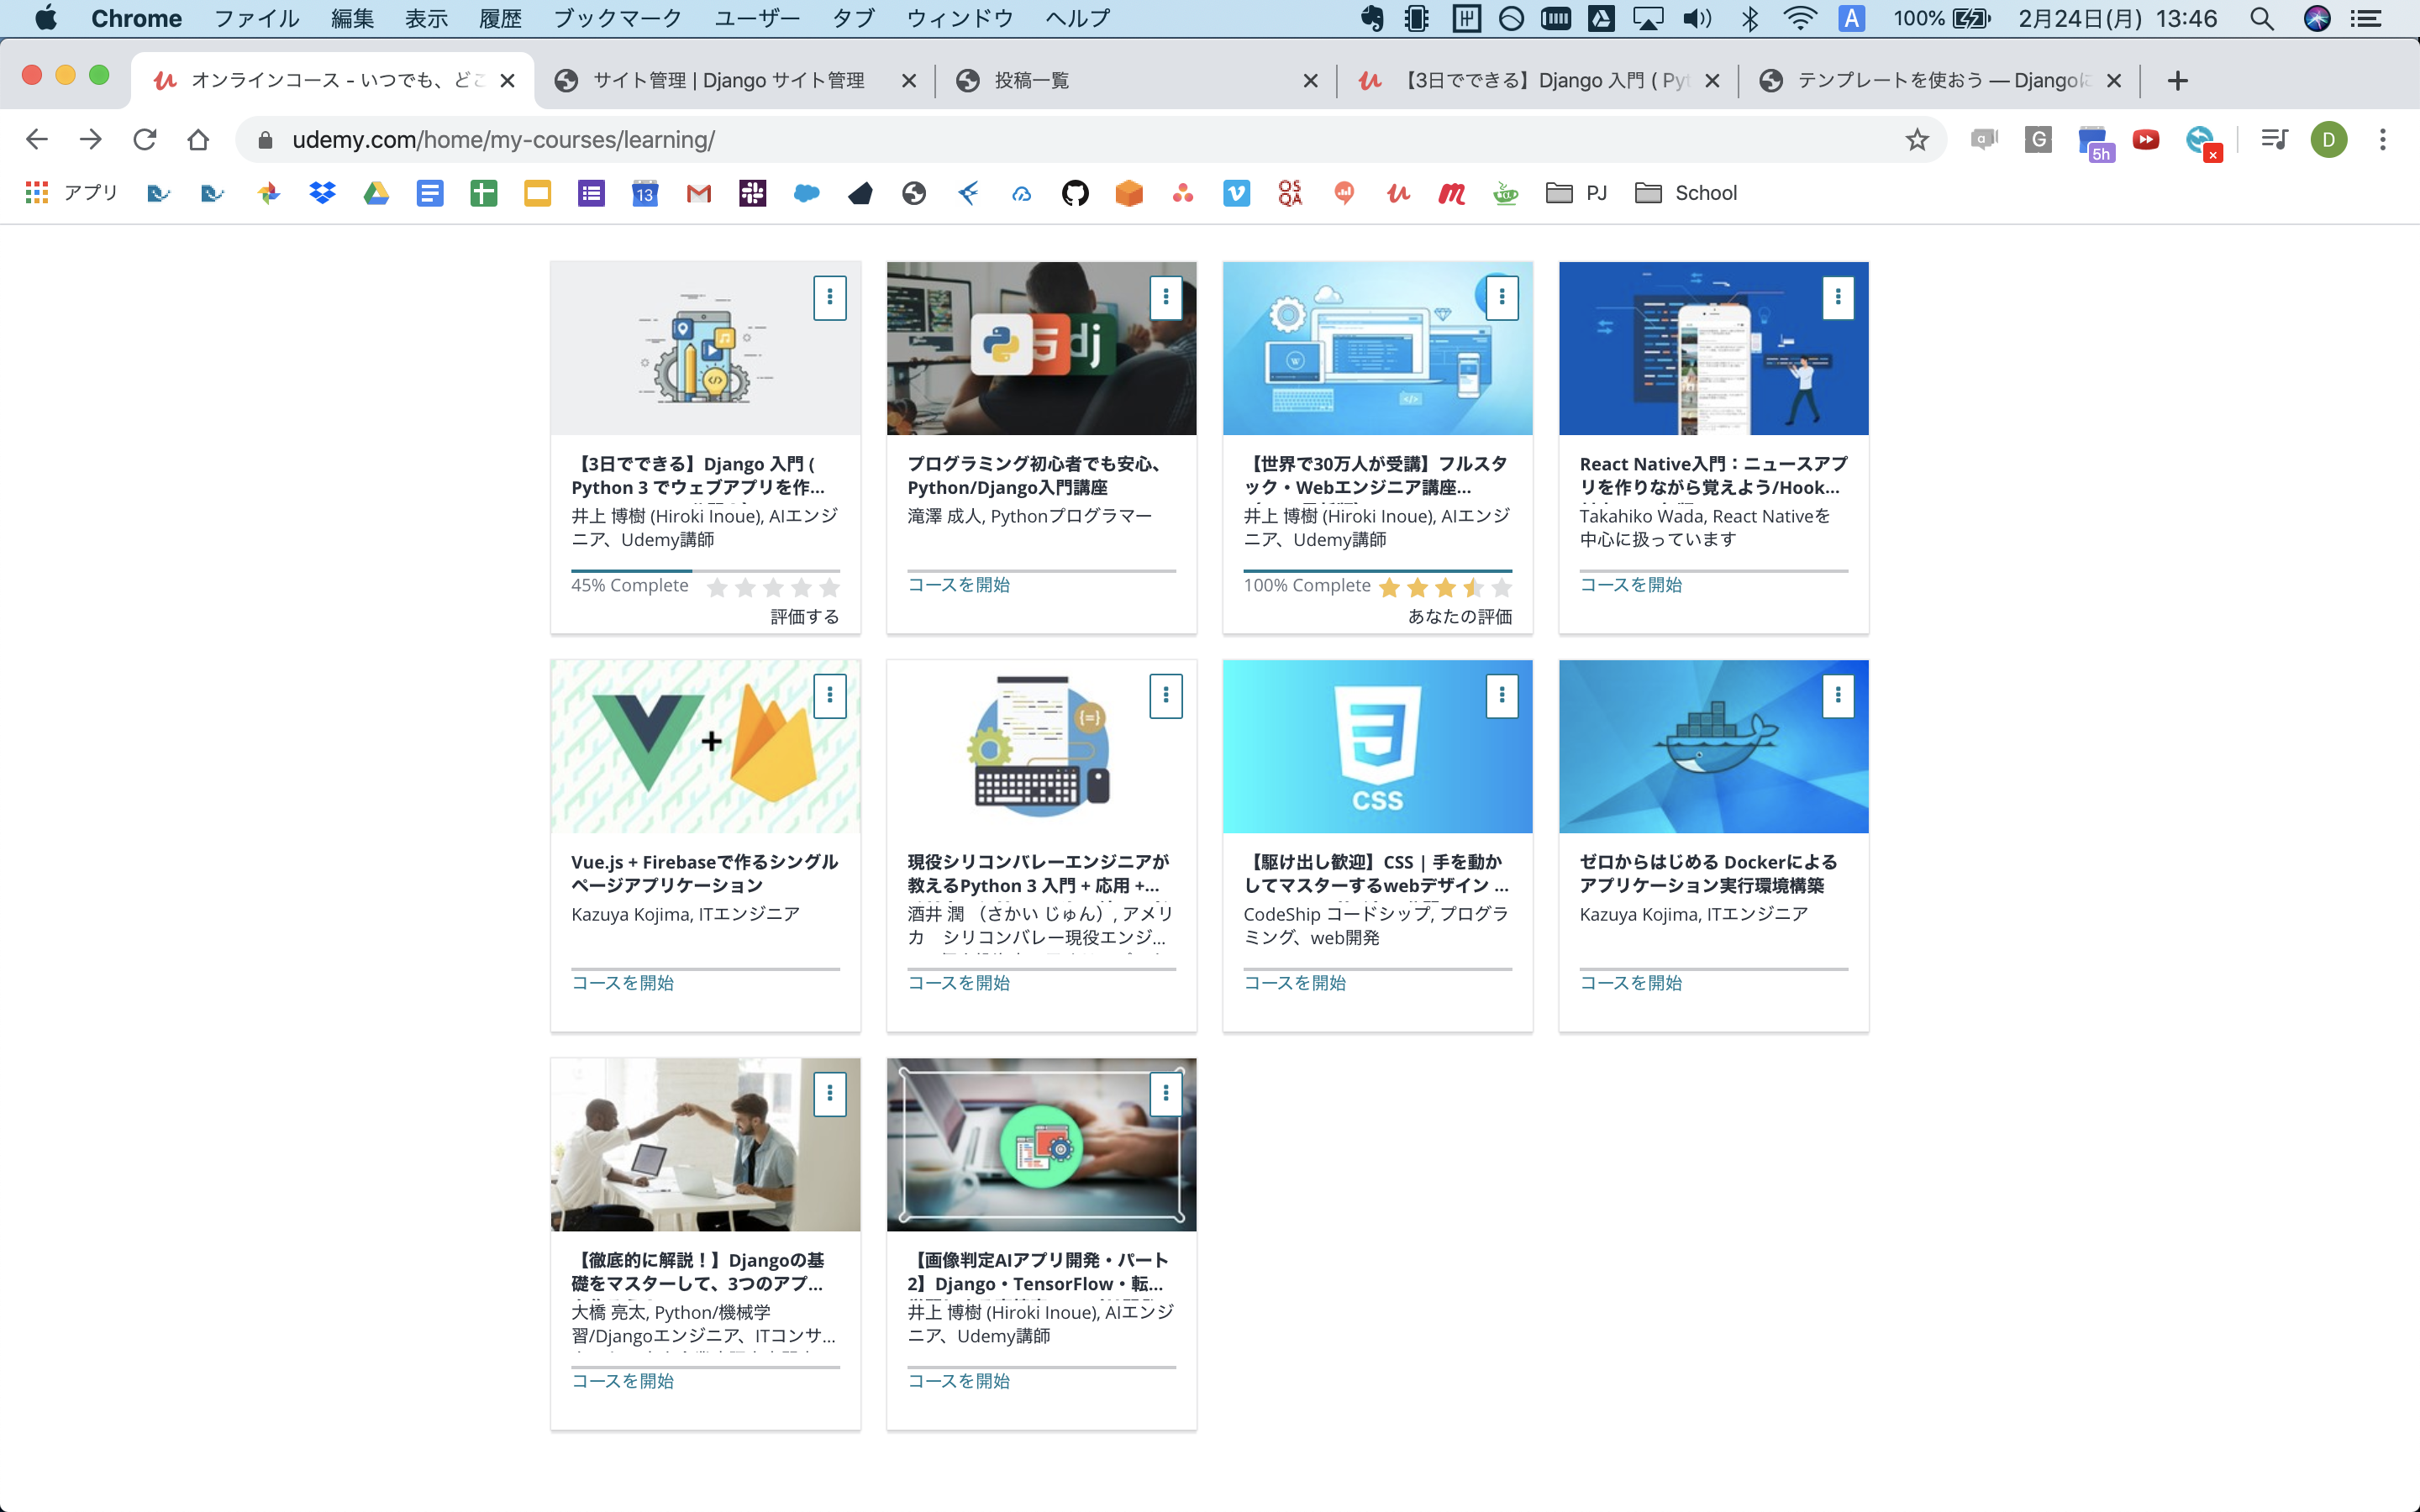 Chrome ファイル 編集 表示 履歴 ブックマーク ユーザー タブ ウィンドウ ヘルプ A 100% 2月24日(月) 13:46
オンラインコース - いつでも、どこ サイト管理 | Django サイト管理 投稿一覧 【3日でできる】Django 入門 ( Pyt テンプレートを使おう — Djangoに
udemy.com/home/my-courses/learning/ a G 5h D
アプリ 13 OS QA PJ School
dj
【3日でできる】Django 入門 (
Python 3 でウェブアプリを作...
井上 博樹 (Hiroki Inoue), AIエンジ
ニア、Udemy講師
45% Complete
評価する
プログラミング初心者でも安心、
Python/Django入門講座
滝澤 成人, Pythonプログラマー
コースを開始
【世界で30万人が受講】フルスタ
ック・Webエンジニア講座...
井上 博樹 (Hiroki Inoue), AIエンジ
ニア、Udemy講師
100% Complete
あなたの評価
React Native入門：ニュースアプ
リを作りながら覚えよう/Hook...
Takahiko Wada, React Nativeを
中心に扱っています
コースを開始
+
Vue.js + Firebaseで作るシングル
ページアプリケーション
Kazuya Kojima, ITエンジニア
コースを開始
{=}
現役シリコンバレーエンジニアが
教えるPython 3 入門 + 応用 +...
酒井 潤 （さかい じゅん）, アメリ
カ　シリコンバレー現役エンジ...
コースを開始
CSS
【駆け出し歓迎】CSS | 手を動か
してマスターするwebデザイン ...
CodeShip コードシップ, プログラ
ミング、web開発
コースを開始
ゼロからはじめる Dockerによる
アプリケーション実行環境構築
Kazuya Kojima, ITエンジニア
コースを開始
【徹底的に解説！】Djangoの基
礎をマスターして、3つのアプ...
大橋 亮太, Python/機械学
習/Djangoエンジニア、ITコンサ...
コースを開始
【画像判定AIアプリ開発・パート
2】Django・TensorFlow・転...
井上 博樹 (Hiroki Inoue), AIエンジ
ニア、Udemy講師
コースを開始